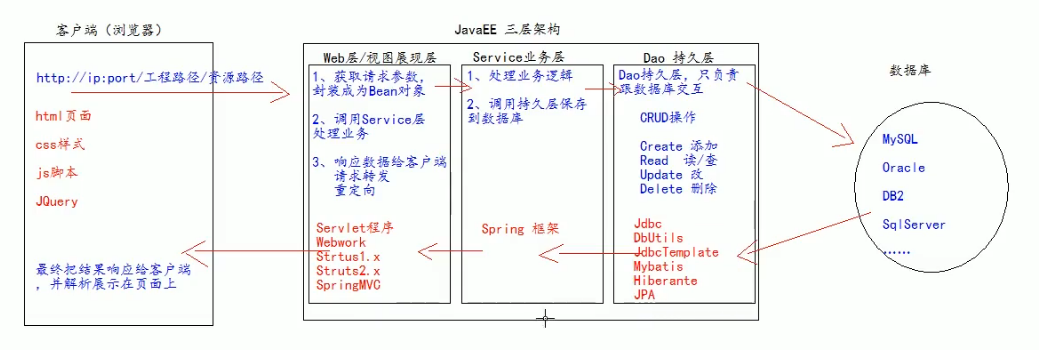 客户端（浏览器）
http://ip:port/工程路径/资源路径
html页面
css样式
js脚本
JQuery
最终把结果响应给客户端
，并解析展示在页面上
JavaEE 三层架构
Web层/视图展现层
1、获取请求参数，
封装成为Bean对象
2、调用Service层
处理业务
3、响应数据给客户端
请求转发
重定向
Servlet程序
Webwork
Strtus1.x
Struts2.x
SpringMVC
Service业务层
1、处理业务逻辑
2、调用持久层保存
到数据库
Spring 框架
Dao 持久层
Dao持久层，只负责
跟数据库交互
CRUD操作
Create 添加
Read 读/查
Update 改
Delete 删除
Jdbc
DbUtils
JdbcTemplate
Mybatis
Hiberante
JPA
数据库
MySQL
Oracle
DB2
SqlServer
......